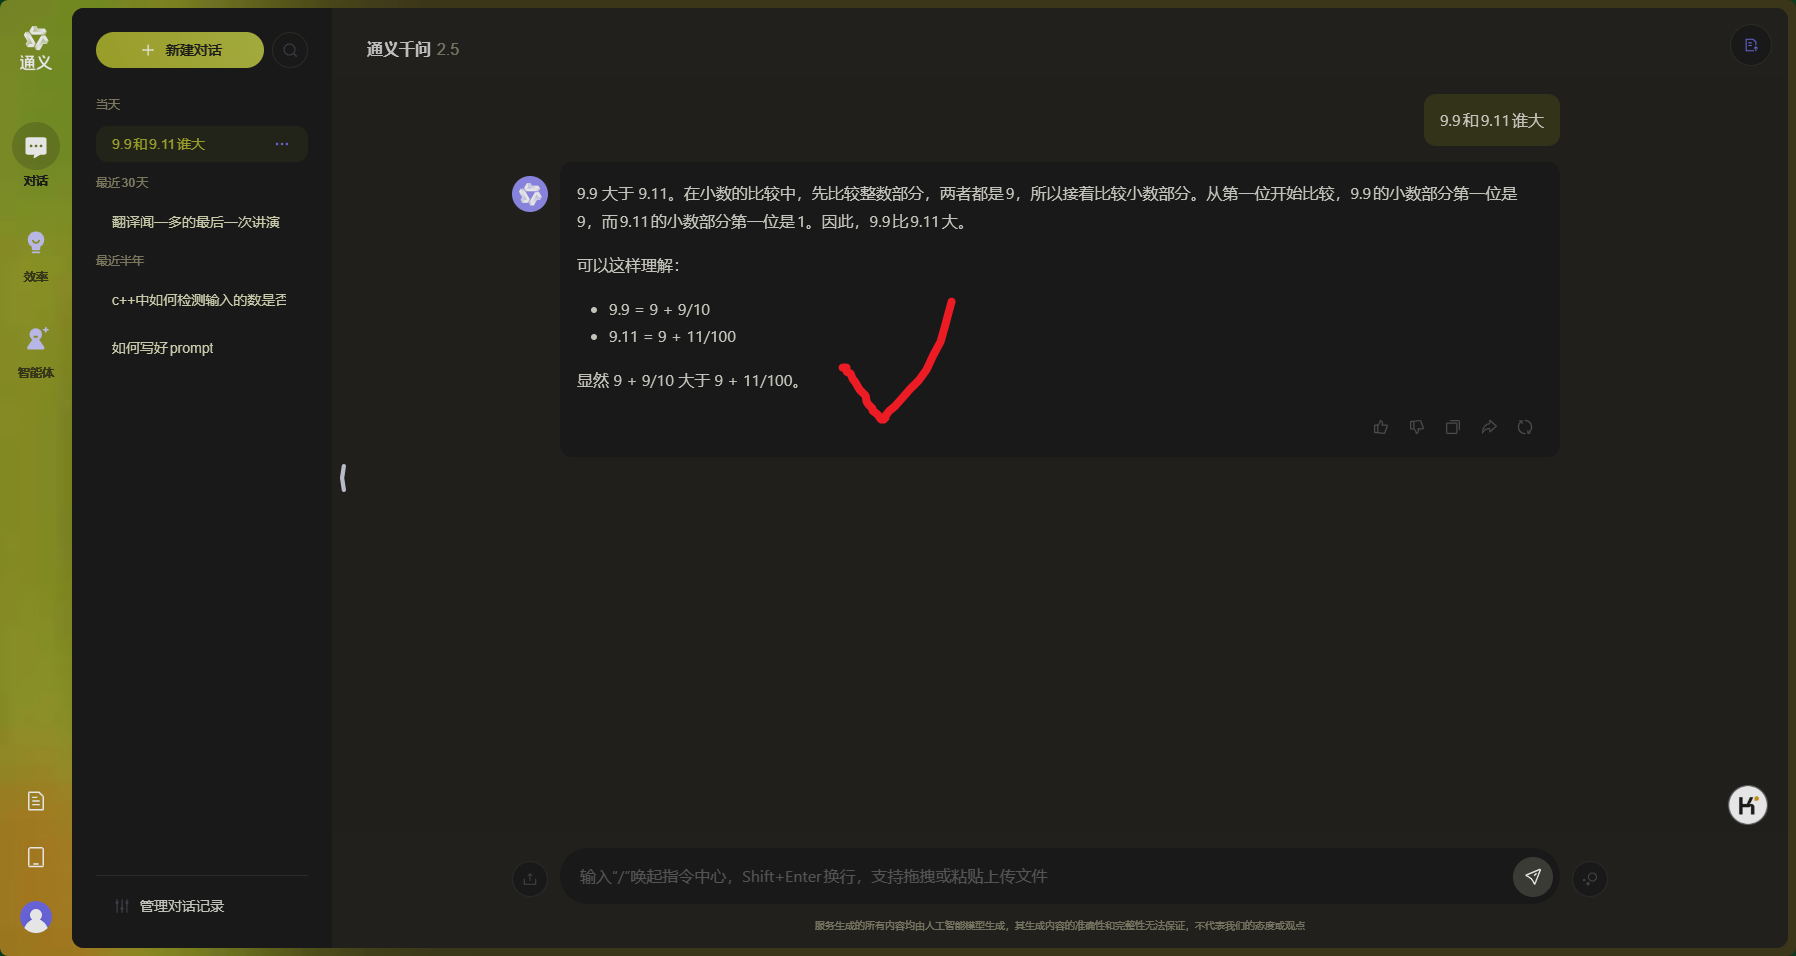 通义
对话
效率
智能体
新建对话
当天
9.9和9.11谁大
最近30天
翻译闻一多的最后一次讲演
最近半年
c++中如何检测输入的数是否
如何写好prompt
管理对话记录
通义千问 2.5
9.9和9.11谁大
9.9 大于 9.11。在小数的比较中，先比较整数部分，两者都是9，所以接着比较小数部分。从第一位开始比较，9.9的小数部分第一位是
9，而9.11的小数部分第一位是1。因此，9.9比9.11大。
可以这样理解：
• 9.9 = 9 + 9/10
• 9.11 = 9 + 11/100
显然 9 + 9/10 大于 9 + 11/100。
输入“/”唤起指令中心，Shift+Enter换行，支持拖拽或粘贴上传文件
服务生成的所有内容均由人工智能模型生成，其生成内容的准确性和完整性无法保证，不代表我们的态度或观点
K